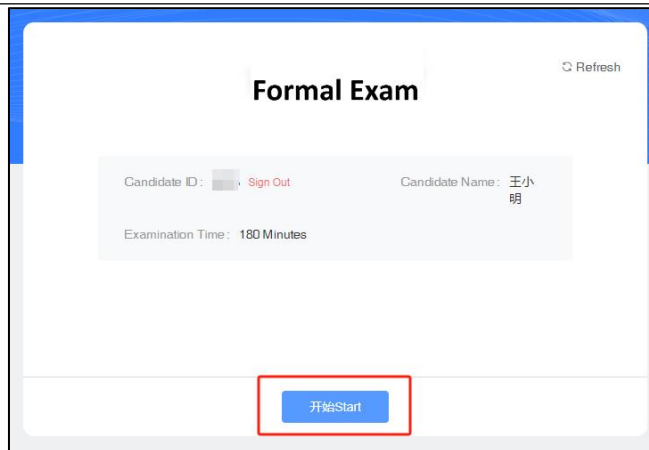 Refresh
Formal Exam
Candidate ID: Sign Out Candidate Name: 王小
明
Examination Time: 180 Minutes
开始Start